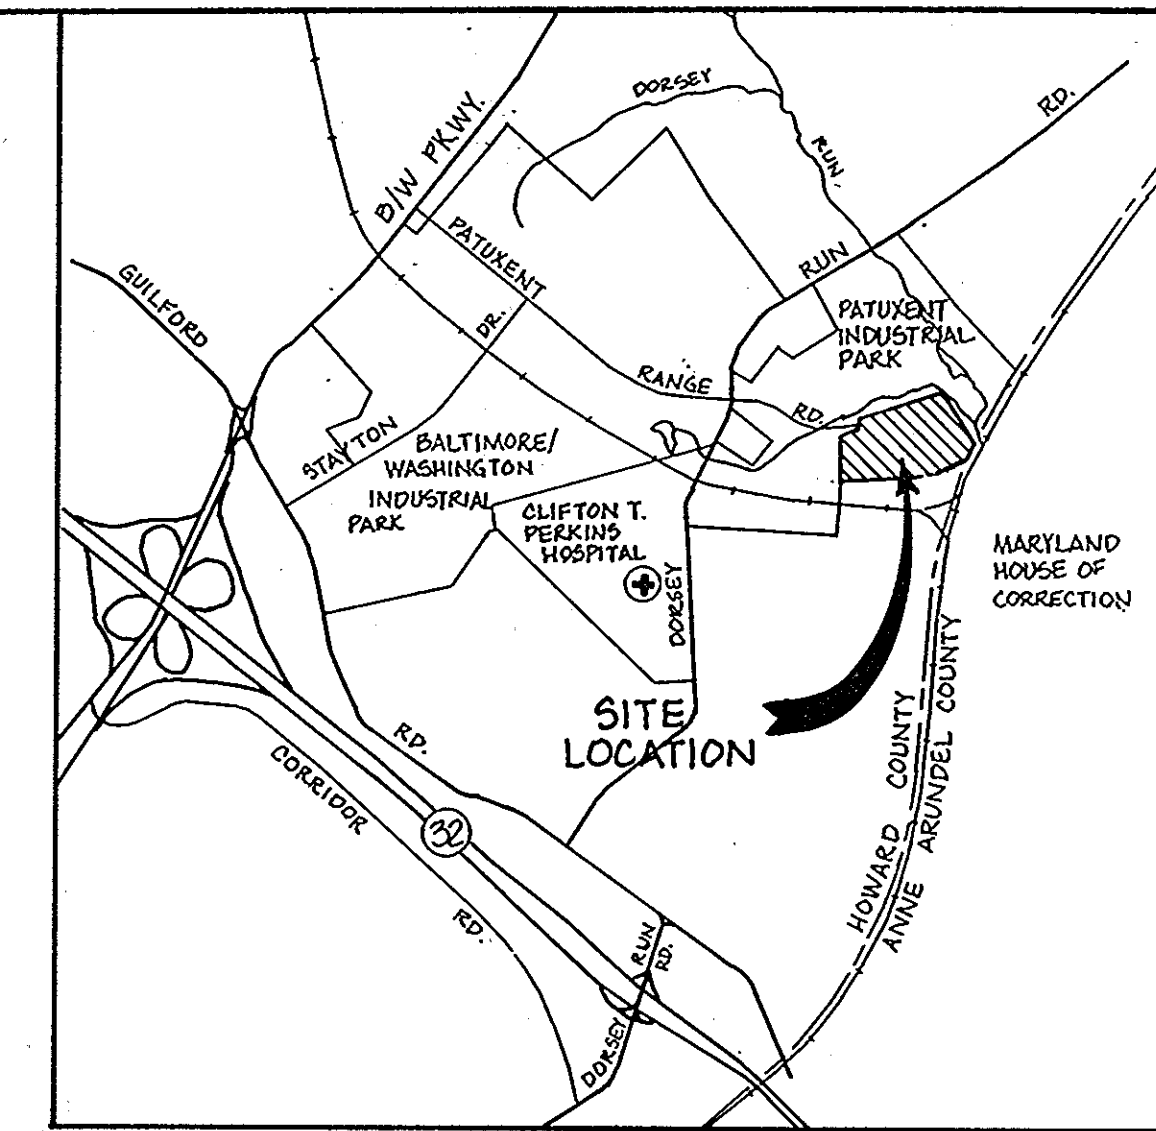 DORSEY
RUN
RD.
B/W PKWY.
PATUXENT
RUN
GUILFORD
PATUXENT
INDUSTRIAL
PARK
DR.
RANGE
RD.
STAYTON
BALTIMORE/
WASHINGTON
INDUSTRIAL
PARK
CLIFTON T.
PERKINS
HOSPITAL
DORSEY
MARYLAND
HOUSE OF
CORRECTION
SITE
LOCATION
RD.
CORRIDOR
32
RD.
HOWARD COUNTY
ANNE ARUNDEL COUNTY
RUN
RD.
DORSEY